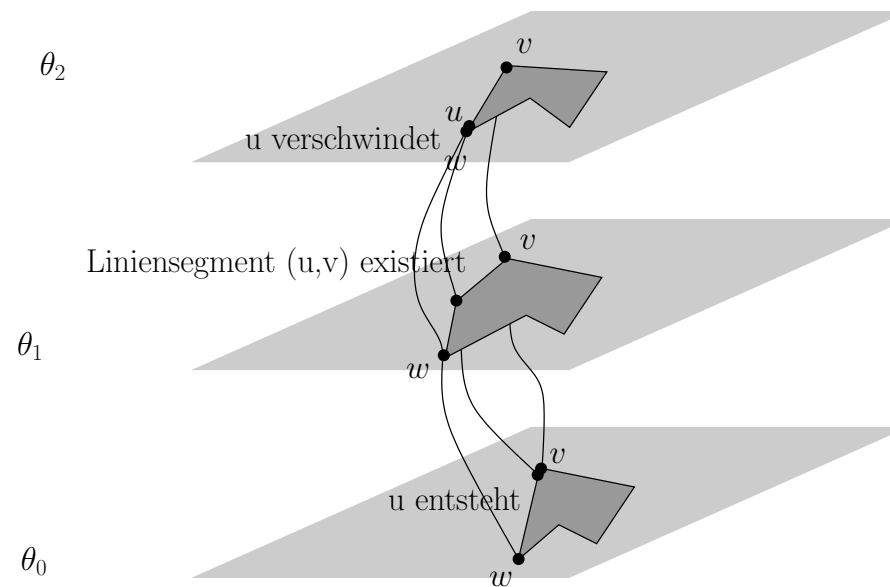 v
θ₂
u
u verschwindet
w
v
Liniensegment (u,v) existiert
θ₁
w
v
u entsteht
θ₀
w